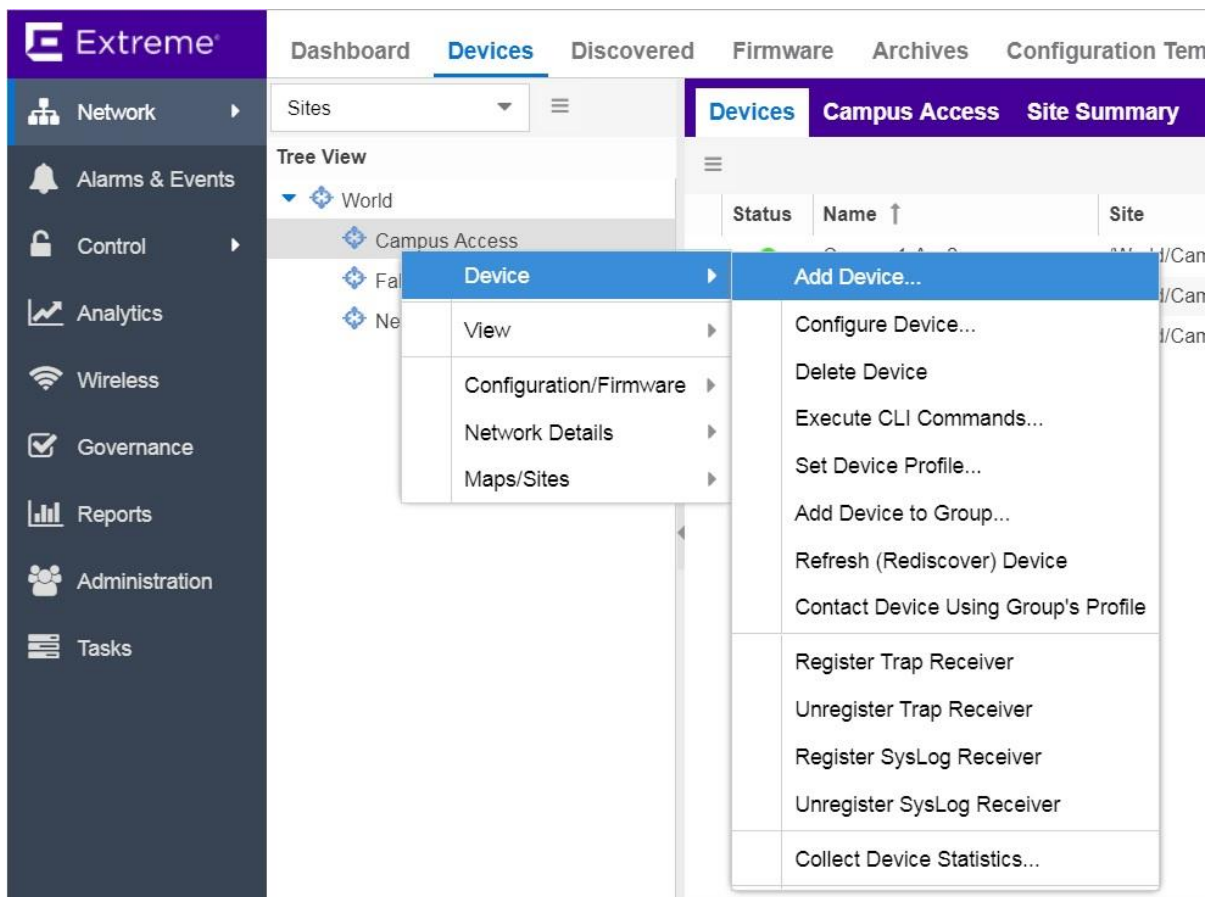 Extreme
Dashboard Devices Discovered Firmware Archives Configuration
Network
Sites
Devices Campus Access Site Summary
Tree View
Alarms & Events
World
Status Name ↑ Site
Control
Campus Access
Device
Add Device...
View
Configure Device...
Analytics
Configuration/Firmware
Delete Device
Wireless
Network Details
Execute CLI Commands...
Governance
Maps/Sites
Set Device Profile...
Reports
Add Device to Group...
Administration
Refresh (Rediscover) Device
Contact Device Using Group's Profile
Tasks
Register Trap Receiver
Unregister Trap Receiver
Register SysLog Receiver
Unregister SysLog Receiver
Collect Device Statistics...